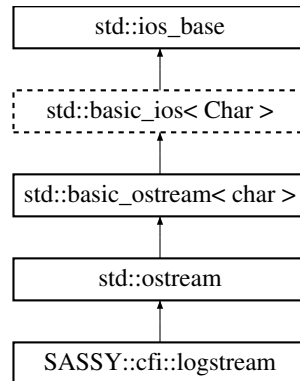 std::ios_base
std::basic_ios< Char >
std::basic_ostream< char >
std::ostream
SASSY::cfi::logstream